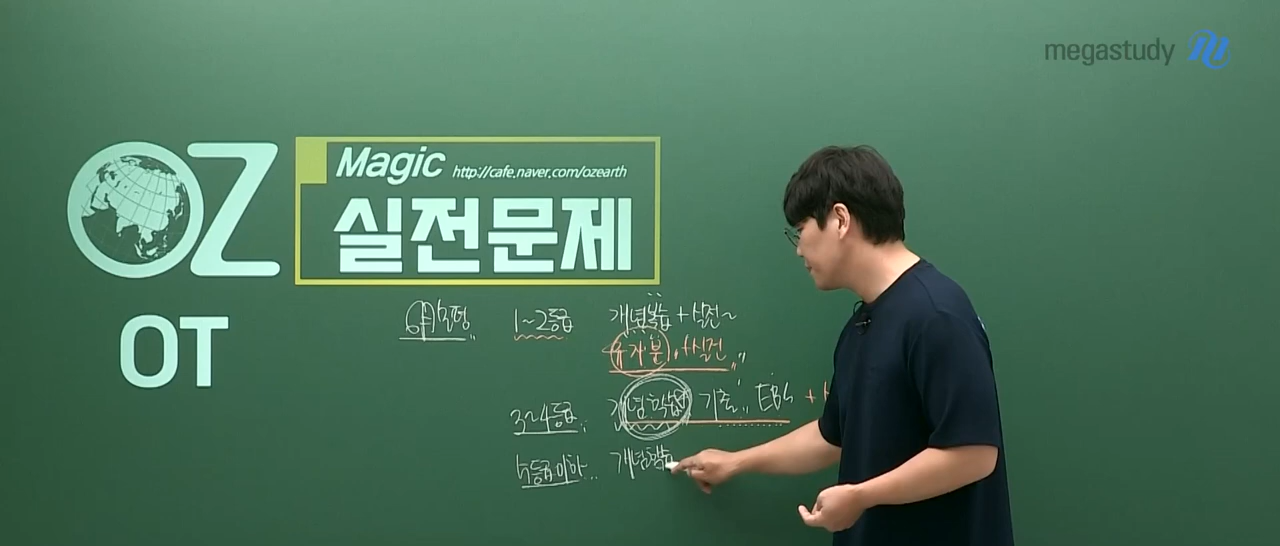 megastudy
OZ
Magic http://cafe.naver.com/ozearth
실전문제
OT
6月모평 1~2등급 개념복습 + 실전~
유자분 + 실전
3~4등급 개념학습 기출 EBS +
5등급 이하 개념학습